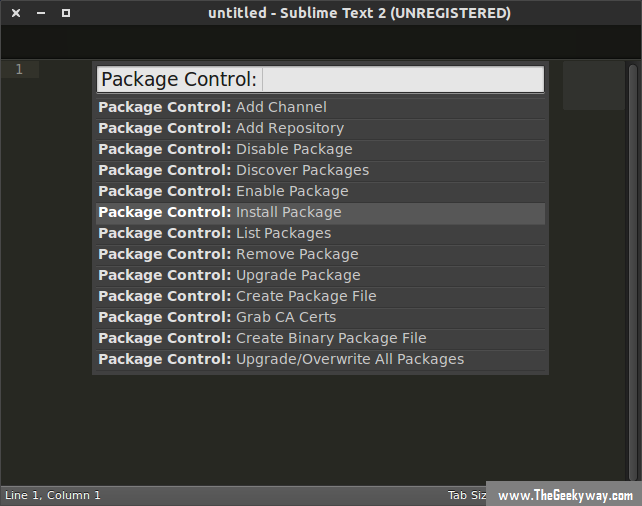 untitled - Sublime Text 2 (UNREGISTERED)
1
Package Control:
Package Control: Add Channel
Package Control: Add Repository
Package Control: Disable Package
Package Control: Discover Packages
Package Control: Enable Package
Package Control: Install Package
Package Control: List Packages
Package Control: Remove Package
Package Control: Upgrade Package
Package Control: Create Package File
Package Control: Grab CA Certs
Package Control: Create Binary Package File
Package Control: Upgrade/Overwrite All Packages
Line 1, Column 1
Tab
www.TheGeekyway.com